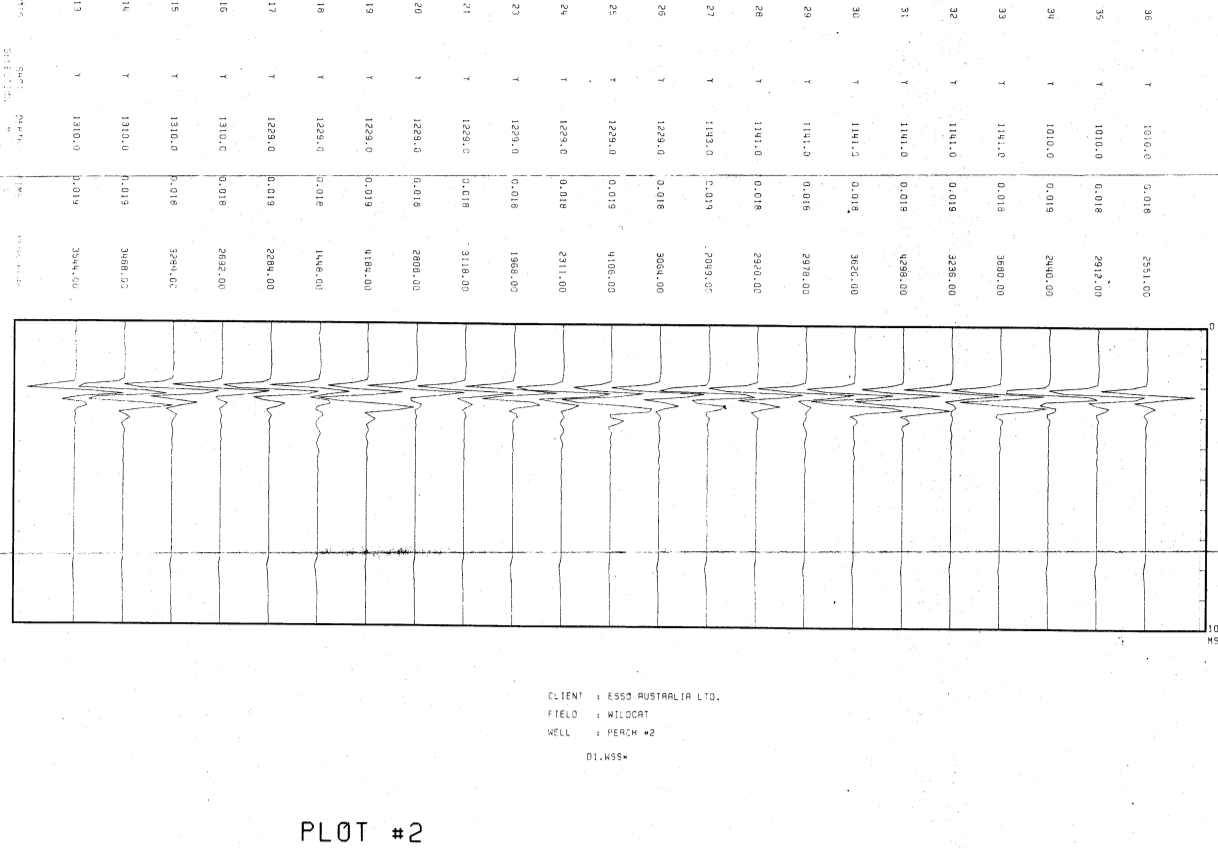 13 14 15 16 17 18 19 20 21 23 24 25 26 27 28 29 30 31 32 33 34 35 36
Y Y Y Y Y Y Y Y Y Y Y Y Y Y Y Y Y Y Y Y Y Y Y
1310.0 1310.0 1310.0 1310.0 1229.0 1229.0 1229.0 1229.0 1229.0 1229.0 1229.0 1229.0 1229.0 1143.0 1141.0 1141.0 1141.0 1141.0 1141.0 1141.0 1010.0 1010.0 1010.0
0.019 0.019 0.018 0.018 0.019 0.018 0.019 0.018 0.018 0.018 0.018 0.018 0.018 0.019 0.018 0.018 0.018 0.019 0.019 0.018 0.019 0.018 0.018
3544.00 3468.00 3289.00 2692.00 2284.00 1448.00 4184.00 2808.00 3118.00 1968.00 2311.00 4106.00 3064.00 2049.00 2920.00 2978.00 3620.00 4298.00 3236.00 3680.00 2440.00 2912.00 2551.00
0
MS
CLIENT : ESSO AUSTRALIA LTD.
FIELD : WILDCAT
WELL : PERCH #2
D1.WSS*
PLOT #2